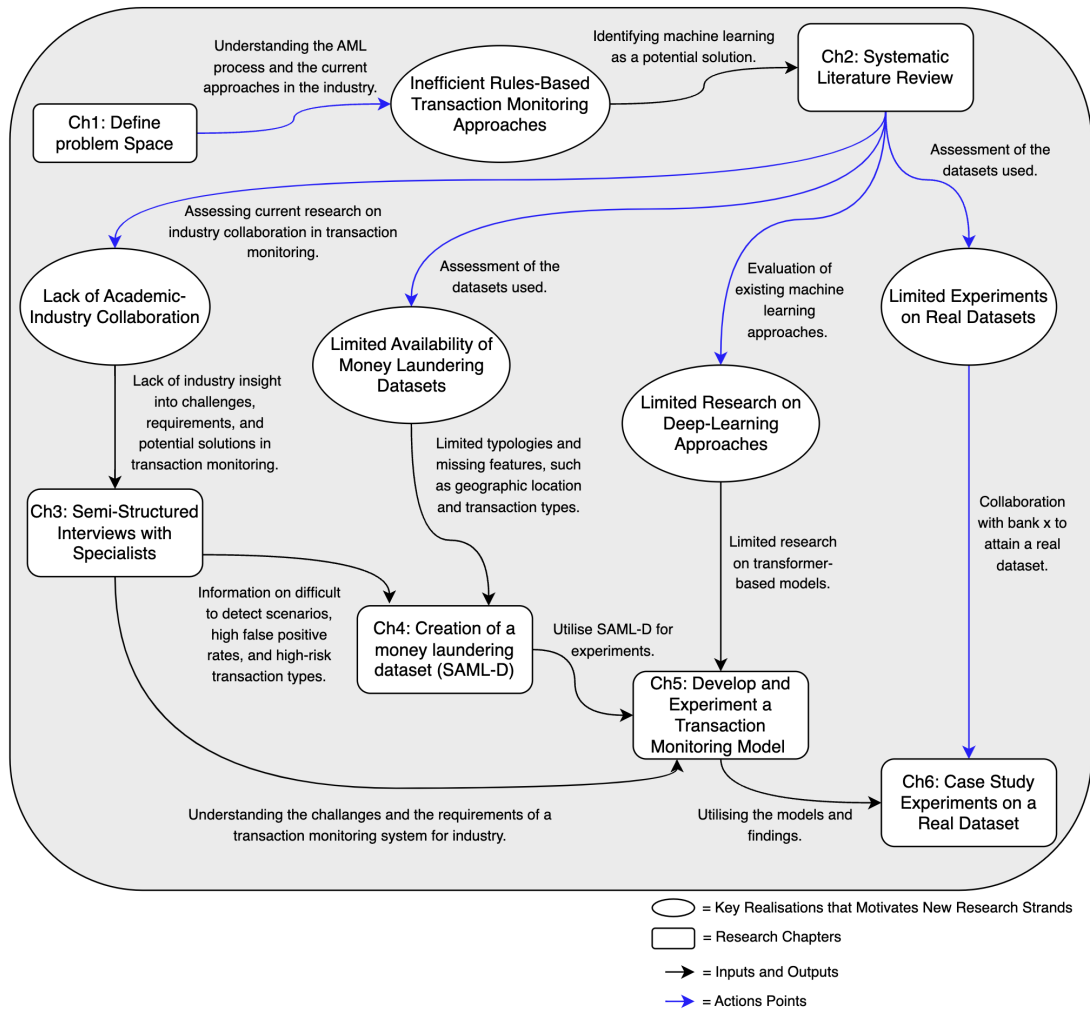 Understanding the AML
process and the current
approaches in the industry.
Identifying machine learning
as a potential solution.
Ch1: Define
problem Space
Inefficient Rules-Based
Transaction Monitoring
Approaches
Ch2: Systematic
Literature Review
Assessing current research on
industry collaboration in transaction
monitoring.
Assessment of the
datasets used.
Evaluation of
existing machine
learning
approaches.
Assessment of the
datasets used.
Lack of Academic-
Industry Collaboration
Limited Availability of
Money Laundering
Datasets
Limited Research on
Deep-Learning
Approaches
Limited Experiments
on Real Datasets
Lack of industry insight
into challenges,
requirements, and
potential solutions in
transaction monitoring.
Limited typologies and
missing features, such
as geographic location
and transaction types.
Limited research
on transformer-
based models.
Collaboration
with bank x to
attain a real
dataset.
Ch3: Semi-Structured
Interviews with
Specialists
Information on difficult
to detect scenarios,
high false positive
rates, and high-risk
transaction types.
Ch4: Creation of a
money laundering
dataset (SAML-D)
Utilise SAML-D for
experiments.
Ch5: Develop and
Experiment a
Transaction
Monitoring Model
Understanding the challenges and the requirements of a
transaction monitoring system for industry.
Utilising the models and
findings.
Ch6: Case Study
Experiments on a
Real Dataset
= Key Realisations that Motivates New Research Strands
= Research Chapters
= Inputs and Outputs
= Actions Points